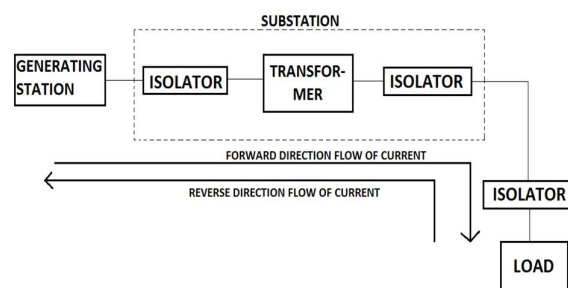 SUBSTATION
GENERATING
STATION
ISOLATOR
TRANSFOR-
MER
ISOLATOR
FORWARD DIRECTION FLOW OF CURRENT
REVERSE DIRECTION FLOW OF CURRENT
ISOLATOR
LOAD